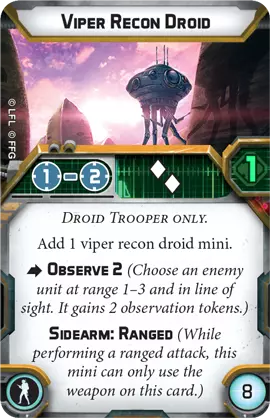 VIPER RECON DROID
© LFL © FFG
1 – 2
1
DROID TROOPER ONLY.
Add 1 viper recon droid mini.
OBSERVE 2 (Choose an enemy
unit at range 1–3 and in line of
sight. It gains 2 observation tokens.)
SIDEARM: RANGED (While
performing a ranged attack, this
mini can only use the
weapon on this card.)
8